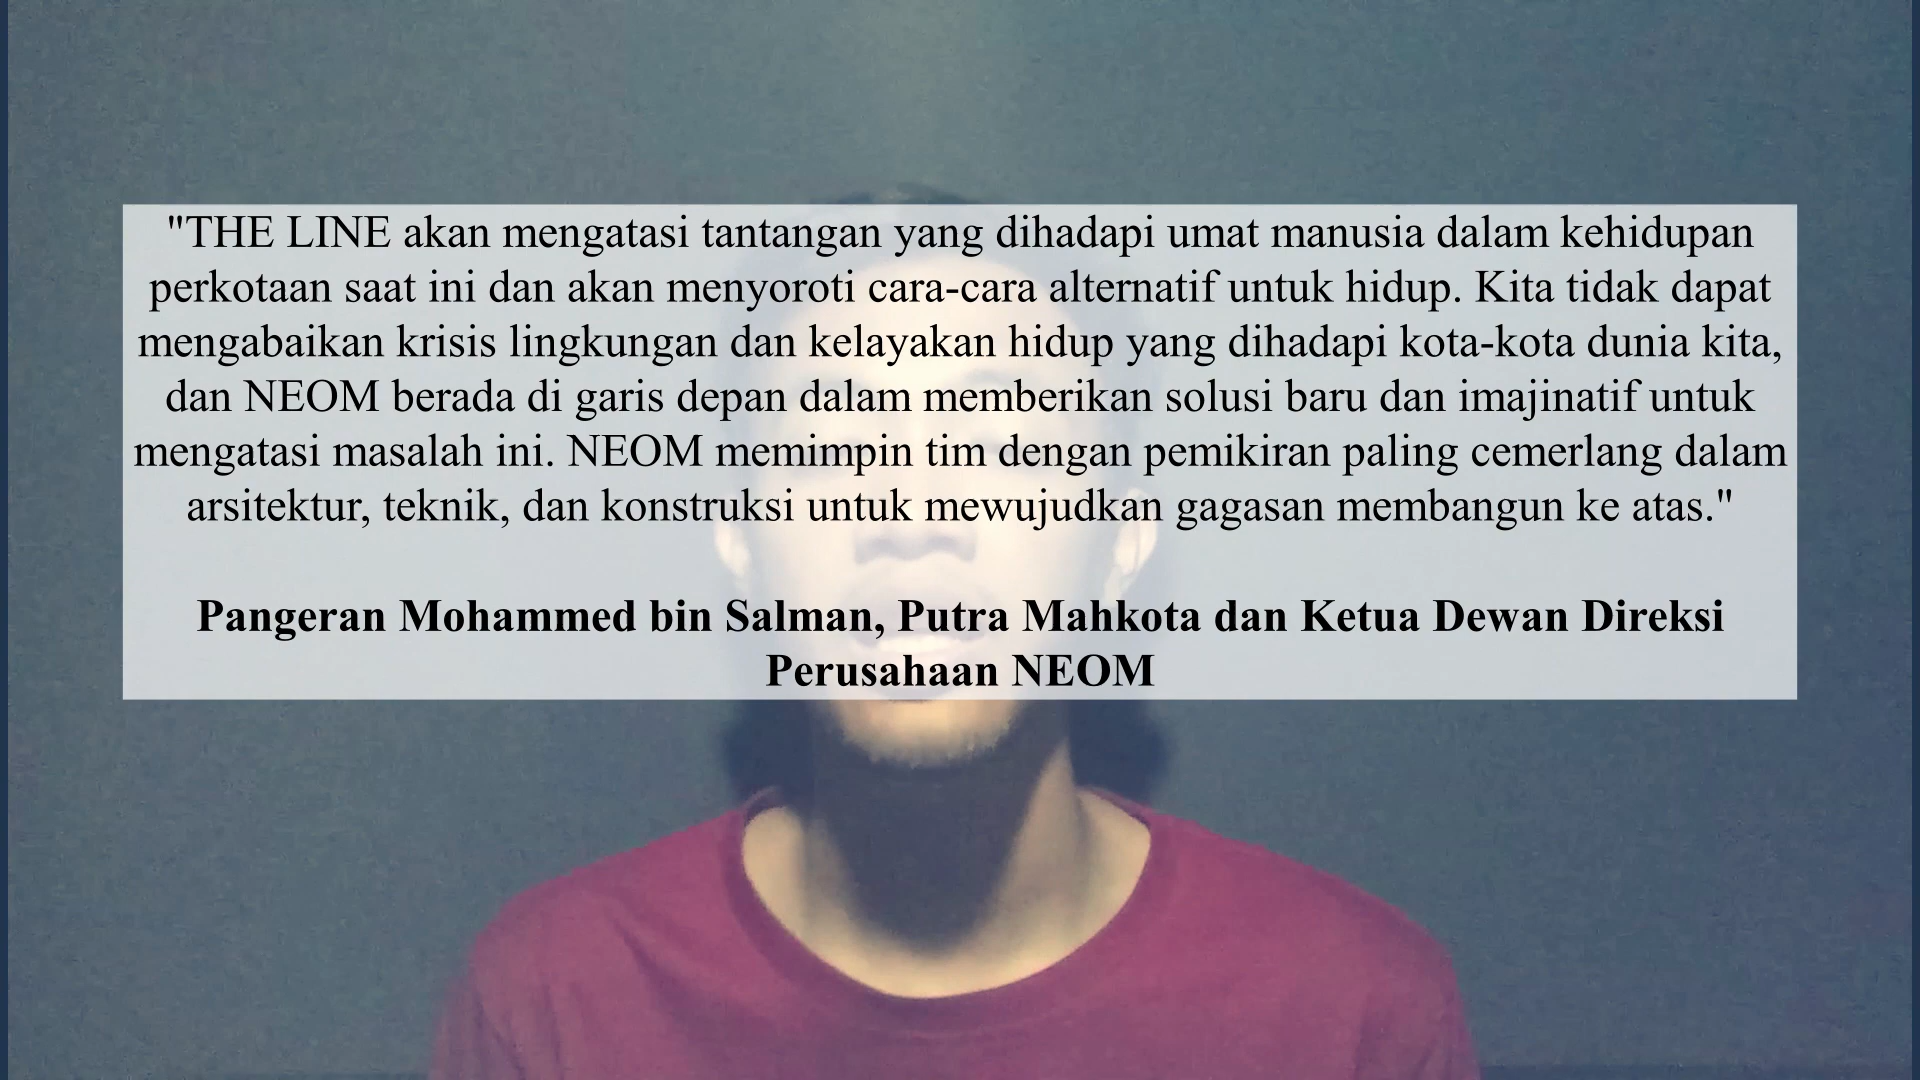 "THE LINE akan mengatasi tantangan yang dihadapi umat manusia dalam kehidupan
perkotaan saat ini dan akan menyoroti cara-cara alternatif untuk hidup. Kita tidak dapat
mengabaikan krisis lingkungan dan kelayakan hidup yang dihadapi kota-kota dunia kita,
dan NEOM berada di garis depan dalam memberikan solusi baru dan imajinatif untuk
mengatasi masalah ini. NEOM memimpin tim dengan pemikiran paling cemerlang dalam
arsitektur, teknik, dan konstruksi untuk mewujudkan gagasan membangun ke atas."
Pangeran Mohammed bin Salman, Putra Mahkota dan Ketua Dewan Direksi
Perusahaan NEOM